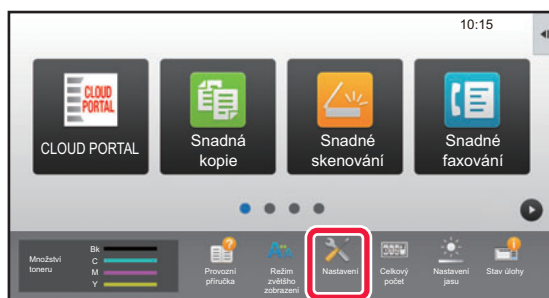 10:15
CLOUD
PORTAL
CLOUD PORTAL
Snadná
kopie
Snadné
skenování
Snadné
faxování
Množství
toneru
Bk
C
M
Y
Provozní
příručka
Režim
zvětšho
zobrazení
Nastavení
Celkový
počet
Nastavení
jasu
Stav úlohy